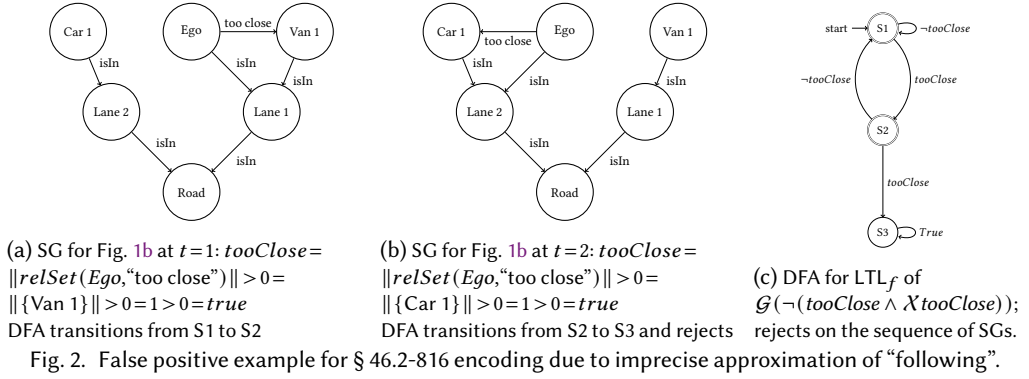 Car 1
Ego
too close
Van 1
isIn
isIn
isIn
Lane 2
Lane 1
isIn
isIn
Road
(a) SG for Fig. 1b at t=1: tooClose=
∥relSet(Ego,“too close”)∥>0=
∥{Van 1}∥>0=1>0=true
DFA transitions from S1 to S2
Car 1
too close
Ego
Van 1
isIn
isIn
isIn
Lane 2
Lane 1
isIn
isIn
Road
(b) SG for Fig. 1b at t=2: tooClose=
∥relSet(Ego,“too close”)∥>0=
∥{Car 1}∥>0=1>0=true
DFA transitions from S2 to S3 and rejects
start
S1
¬tooClose
¬tooClose
tooClose
S2
tooClose
S3
True
(c) DFA for LTL𝑓 of
𝒢(¬(tooClose ∧ 𝒳tooClose));
rejects on the sequence of SGs.
Fig. 2. False positive example for § 46.2-816 encoding due to imprecise approximation of “following”.